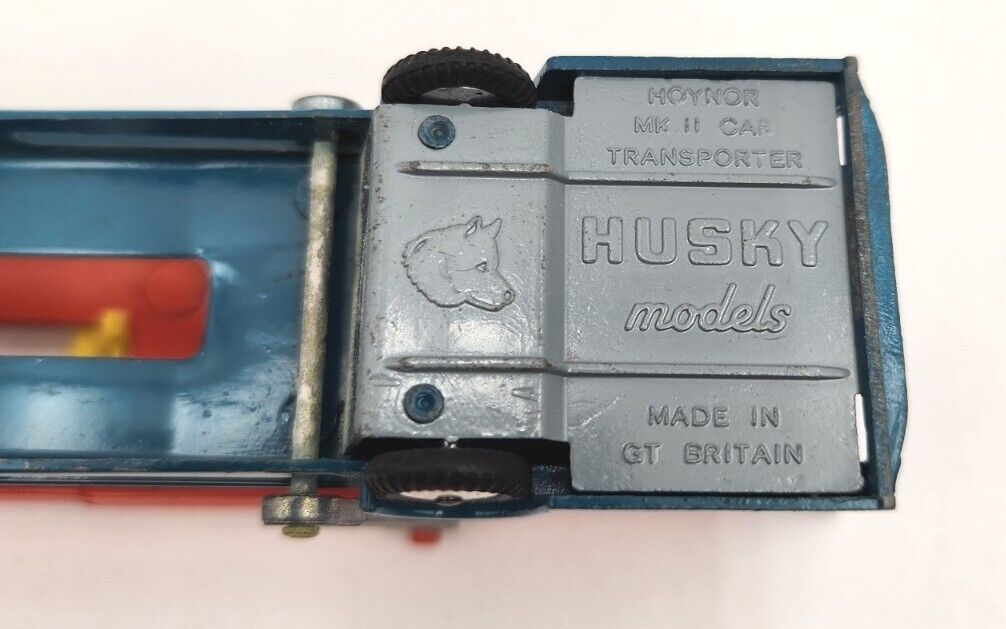 HOYNOR
MK II CAR
TRANSPORTER
HUSKY
models
MADE IN
GT BRITAIN
A